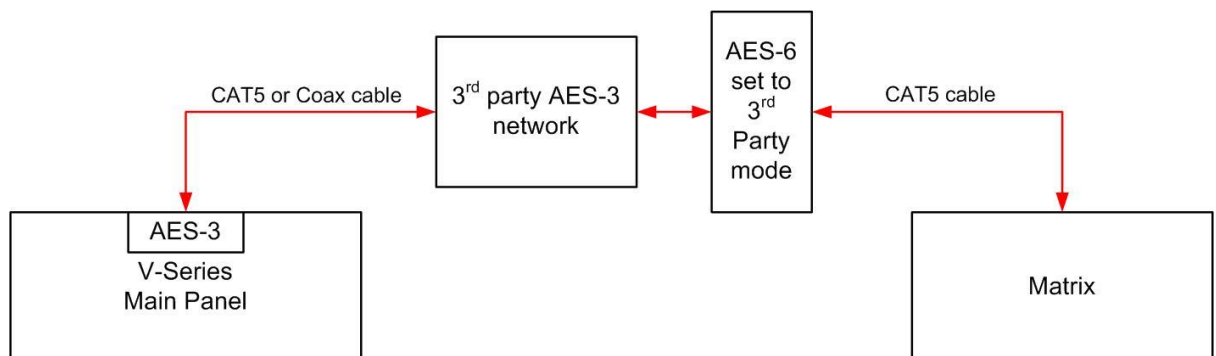 CAT5 or Coax cable
3rd party AES-3
network
AES-6
set to
3rd
Party
mode
CAT5 cable
AES-3
V-Series
Main Panel
Matrix